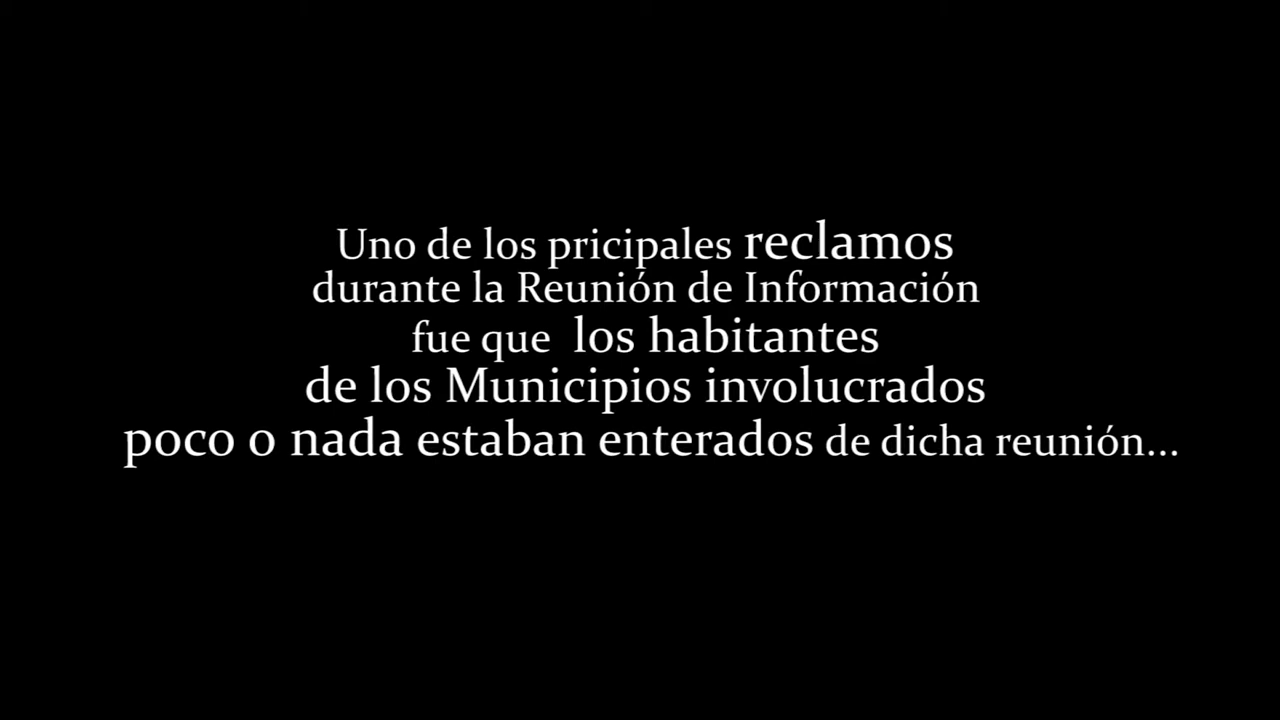 Uno de los pricipales reclamos
durante la Reunión de Información
fue que los habitantes
de los Municipios involucrados
poco o nada estaban enterados de dicha reunión...